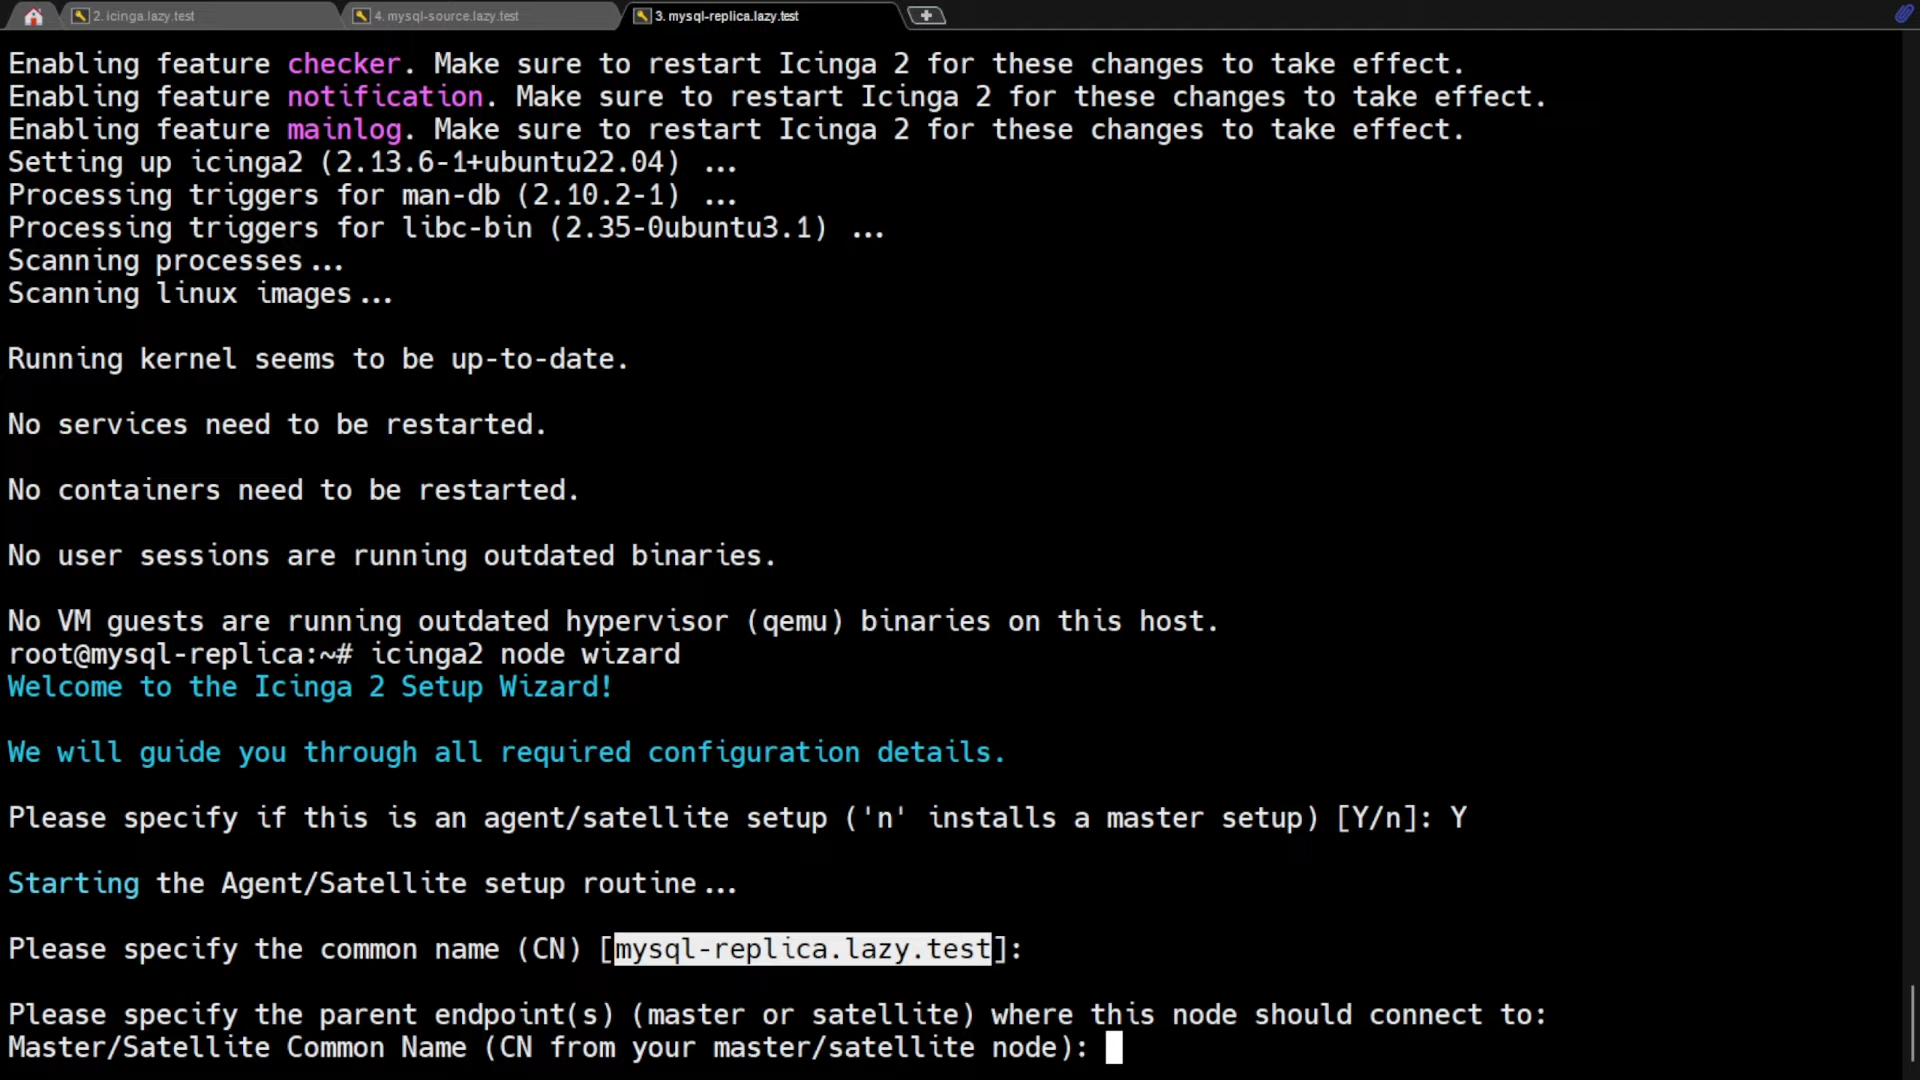 2. icinga.lazy.test
4. mysql-source.lazy.test
3. mysql-replica.lazy.test
Enabling feature checker. Make sure to restart Icinga 2 for these changes to take effect.
Enabling feature notification. Make sure to restart Icinga 2 for these changes to take effect.
Enabling feature mainlog. Make sure to restart Icinga 2 for these changes to take effect.
Setting up icinga2 (2.13.6-1+ubuntu22.04) ...
Processing triggers for man-db (2.10.2-1) ...
Processing triggers for libc-bin (2.35-0ubuntu3.1) ...
Scanning processes...
Scanning linux images...
Running kernel seems to be up-to-date.
No services need to be restarted.
No containers need to be restarted.
No user sessions are running outdated binaries.
No VM guests are running outdated hypervisor (qemu) binaries on this host.
root@mysql-replica:~# icinga2 node wizard
Welcome to the Icinga 2 Setup Wizard!
We will guide you through all required configuration details.
Please specify if this is an agent/satellite setup ('n' installs a master setup) [Y/n]: Y
Starting the Agent/Satellite setup routine...
Please specify the common name (CN) [mysql-replica.lazy.test]:
Please specify the parent endpoint(s) (master or satellite) where this node should connect to:
Master/Satellite Common Name (CN from your master/satellite node):